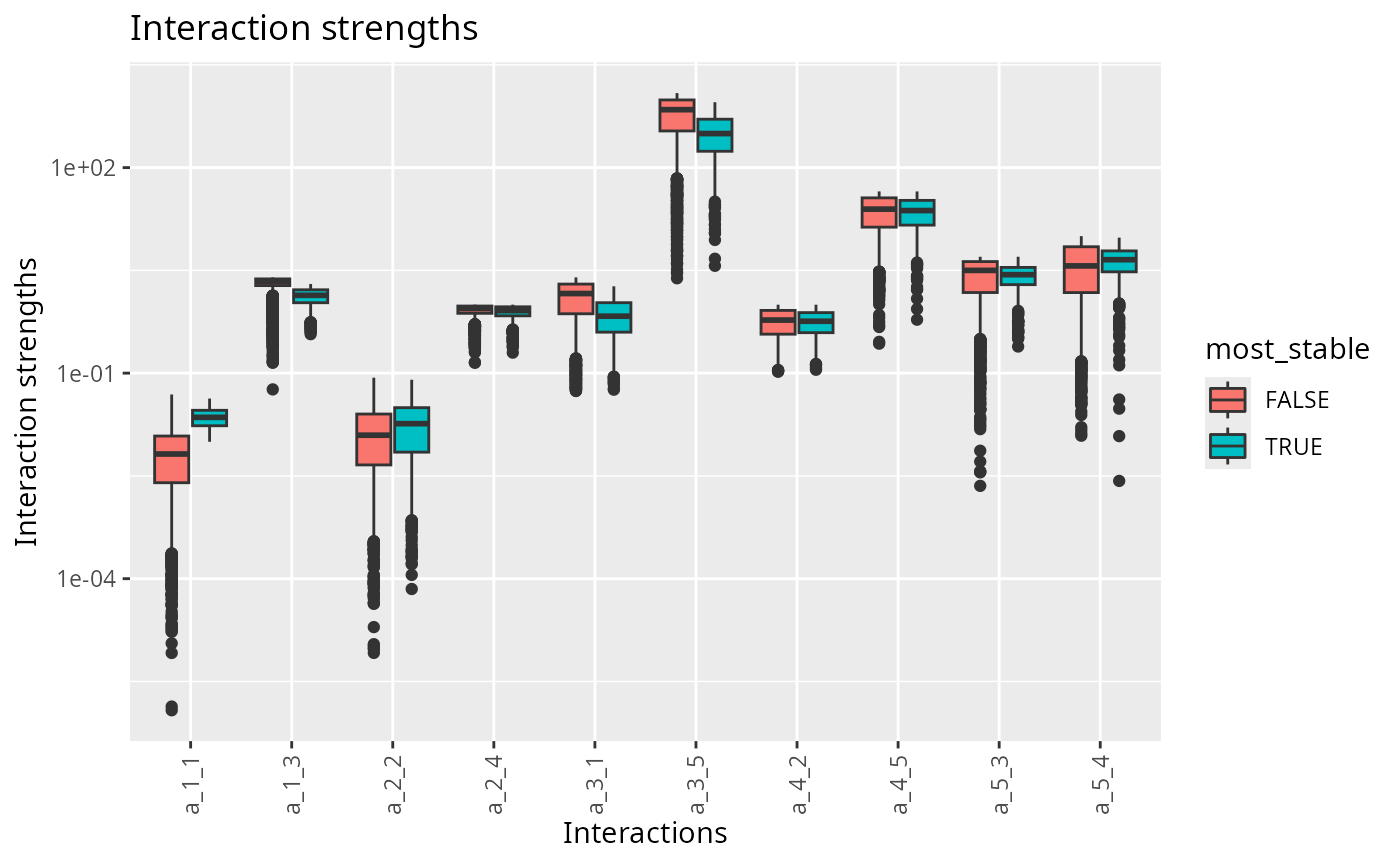 Interaction strengths
Interaction strengths
1e+02
1e-01
1e-04
a_1_1
a_1_3
a_2_2
a_2_4
a_3_1
a_3_5
a_4_2
a_4_5
a_5_3
a_5_4
Interactions
most_stable
FALSE
TRUE